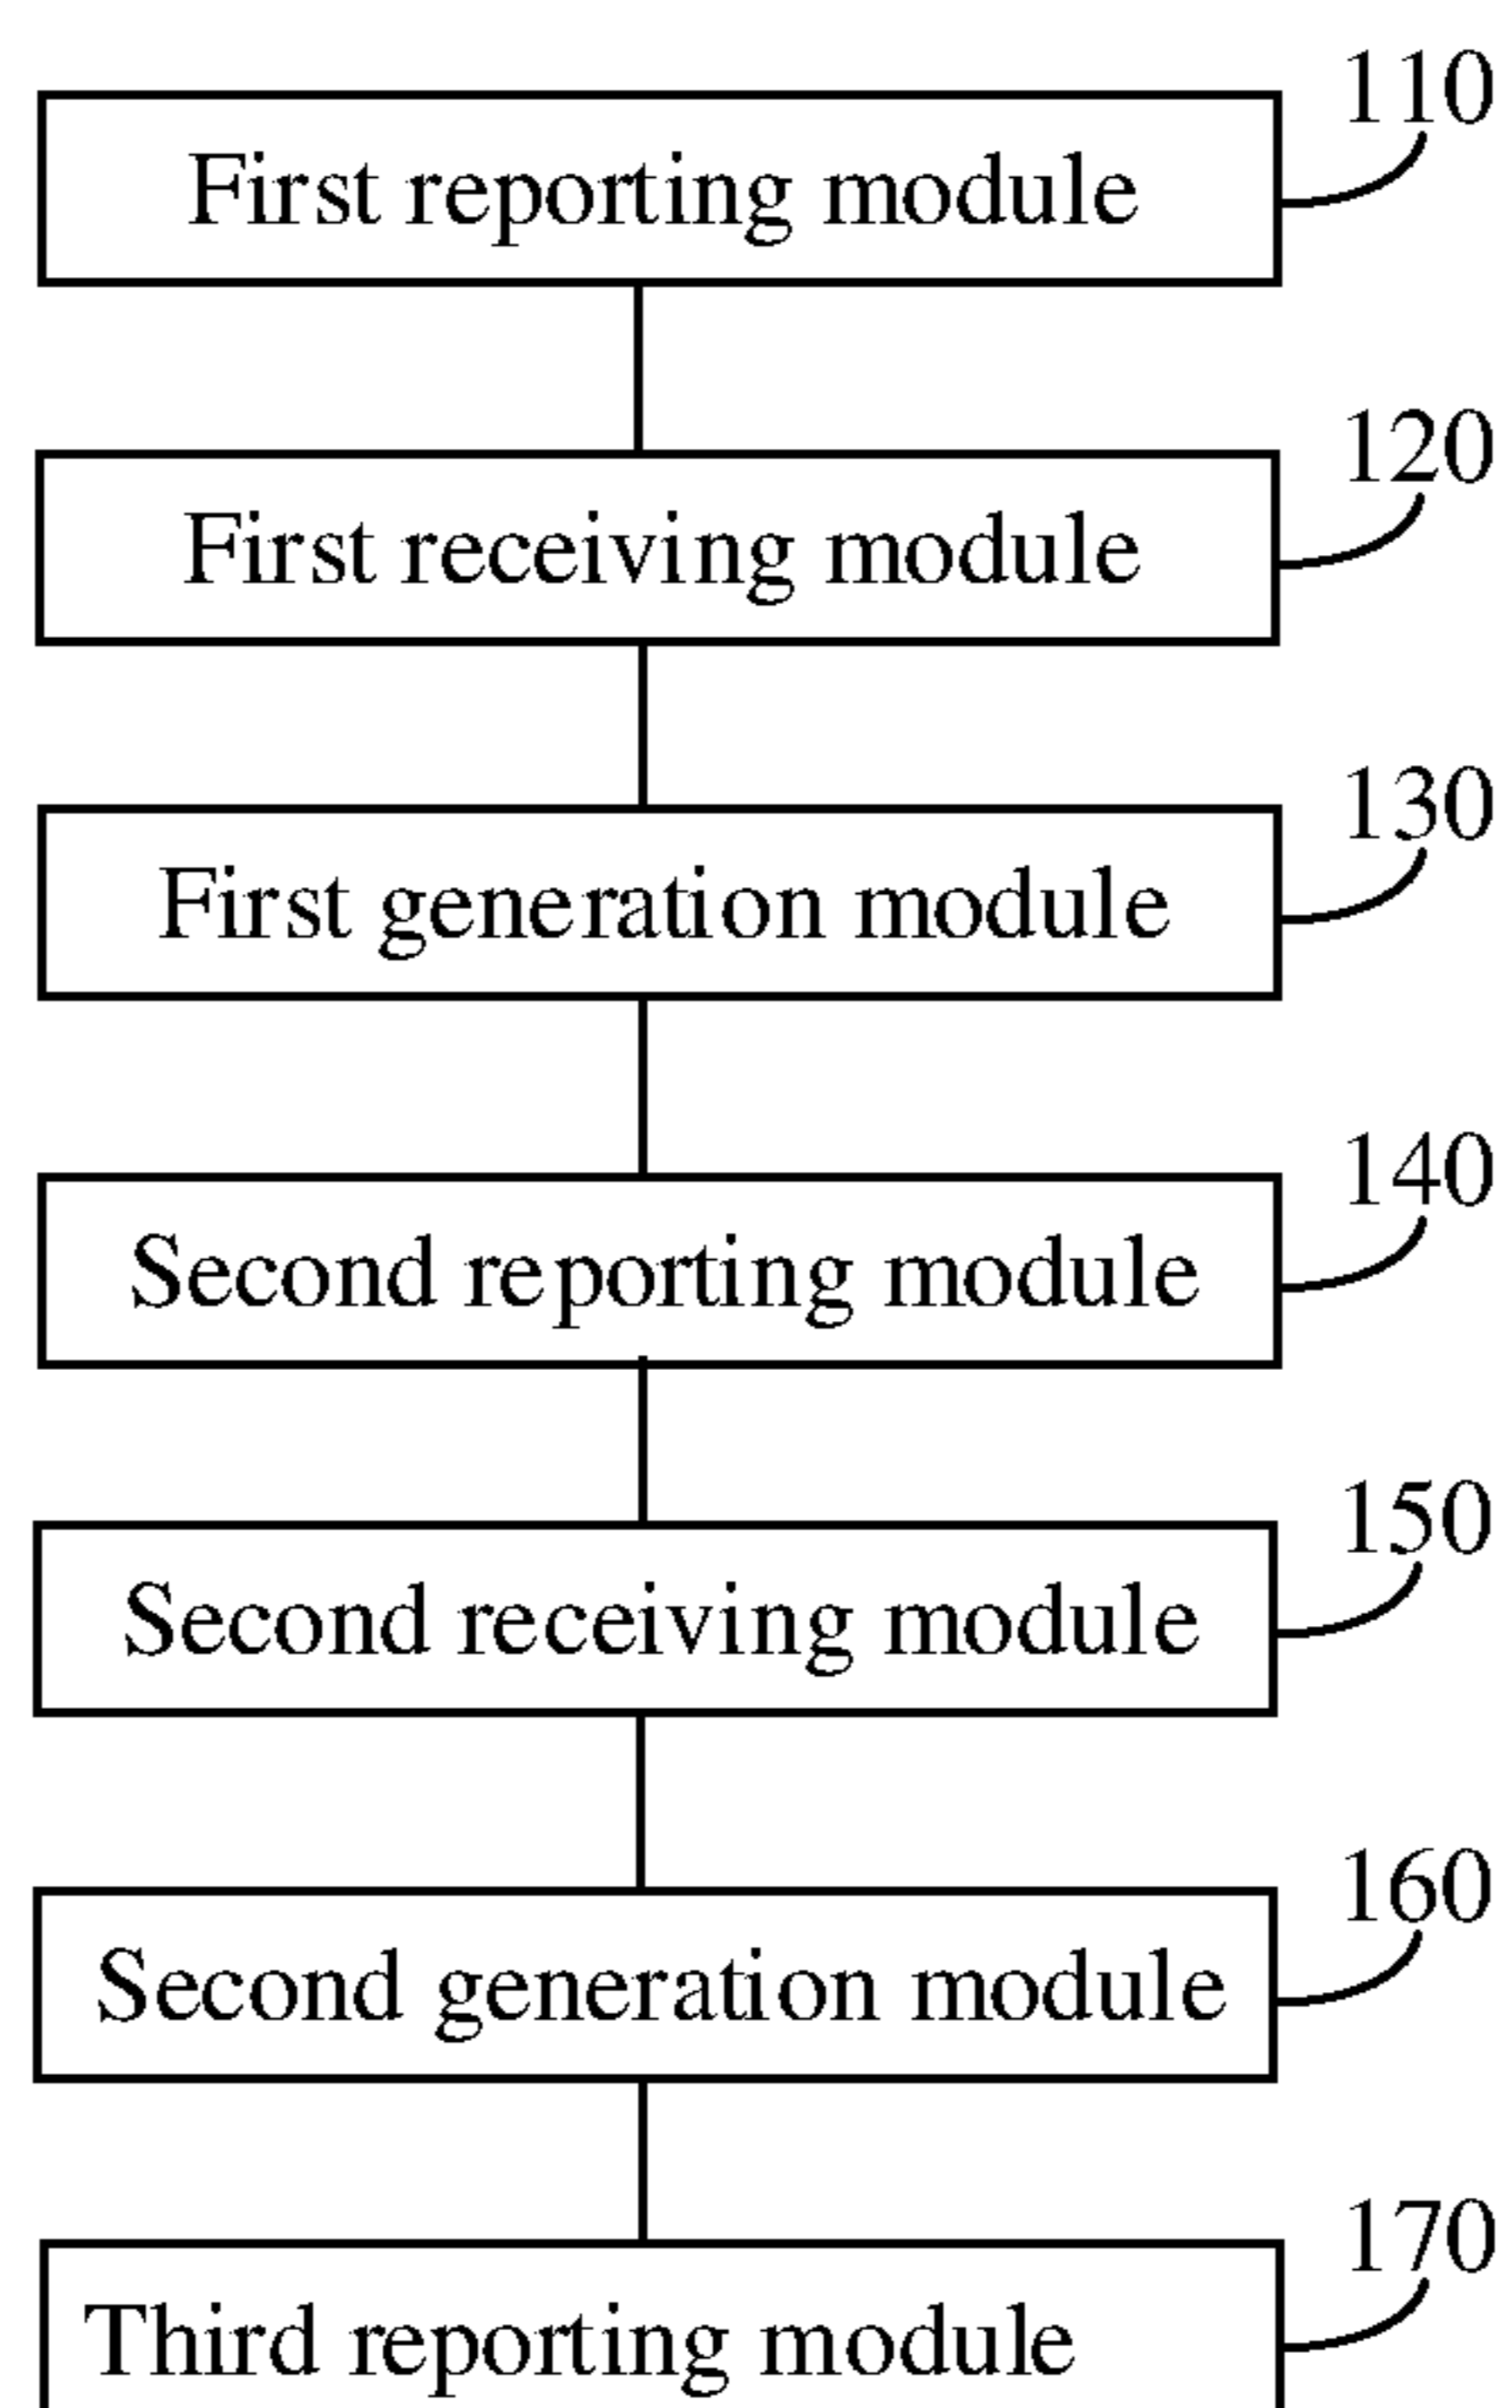 110
First reporting module
120
First receiving module
130
First generation module
140
Second reporting module
150
Second receiving module
160
Second generation module
170
Third reporting module